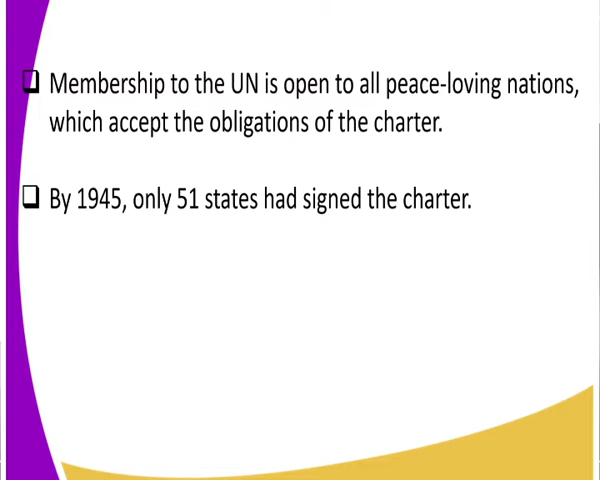 Membership to the UN is open to all peace-loving nations,
which accept the obligations of the charter.
By 1945, only 51 states had signed the charter.